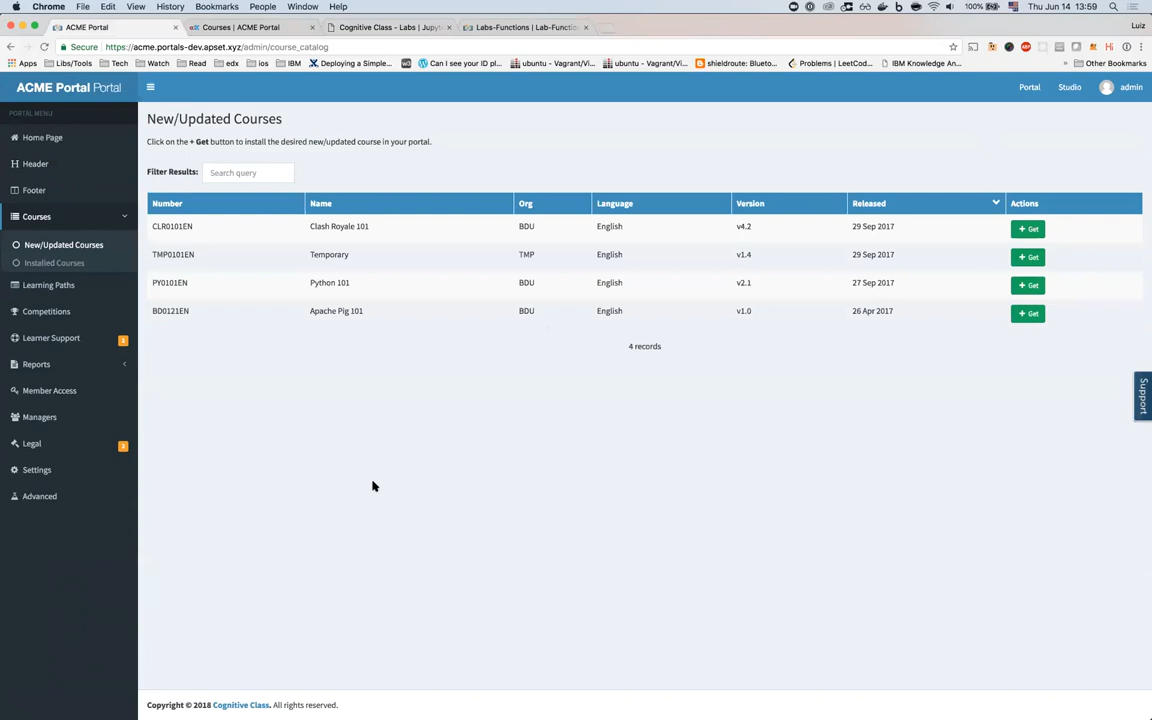 Chrome File Edit View History Bookmarks People Window Help 100% Thu Jun 14 13:59
ACME Portal Courses | ACME Portal Cognitive Class - Labs | Jupyt Labs-Functions | Lab-Functio Luiz
Secure https://acme.portals-dev.apset.xyz/admin/course_catalog
Apps Libs/Tools Tech Watch Read edx ios IBM Deploying a Simple... Can I see your ID pl... ubuntu - Vagrant/Vi... ubuntu - Vagrant/Vi... shieldroute: Blueto... Problems | LeetCod... IBM Knowledge An... » Other Bookmarks
ACME Portal Portal Portal Studio admin
PORTAL MENU
Home Page
Header
Footer
Courses
New/Updated Courses
Installed Courses
Learning Paths
Competitions
Learner Support
Reports
Member Access
Managers
Legal
Settings
Advanced
New/Updated Courses
Click on the + Get button to install the desired new/updated course in your portal.
Filter Results: Search query
Number Name Org Language Version Released Actions
CLR0101EN Clash Royale 101 BDU English v4.2 29 Sep 2017 + Get
TMP0101EN Temporary TMP English v1.4 29 Sep 2017 + Get
PY0101EN Python 101 BDU English v2.1 27 Sep 2017 + Get
BD0121EN Apache Pig 101 BDU English v1.0 26 Apr 2017 + Get
4 records
Support
Copyright © 2018 Cognitive Class. All rights reserved.